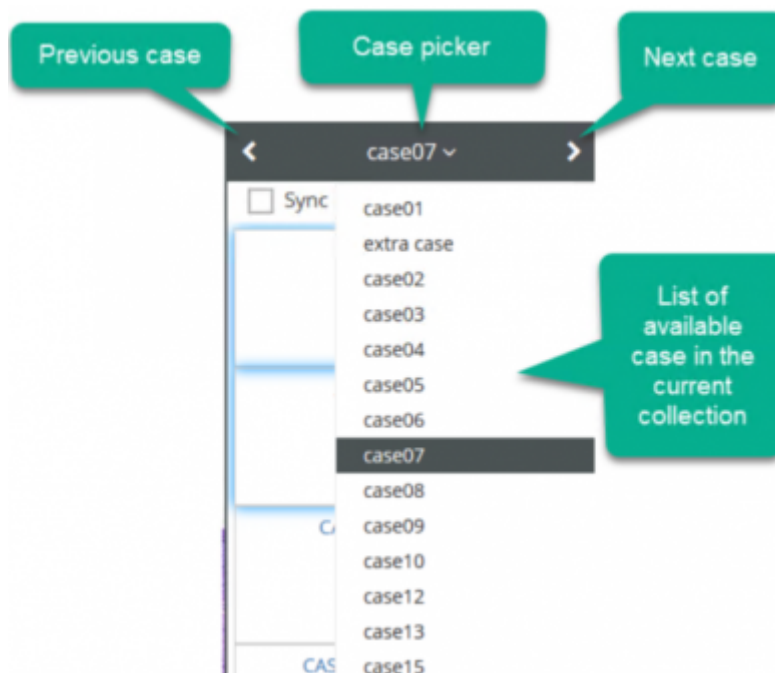 Previous case
Case picker
Next case
case07
Sync
case01
extra case
case02
case03
case04
case05
case06
case07
case08
case09
case10
case12
case13
case15
List of
available
case in the
current
collection